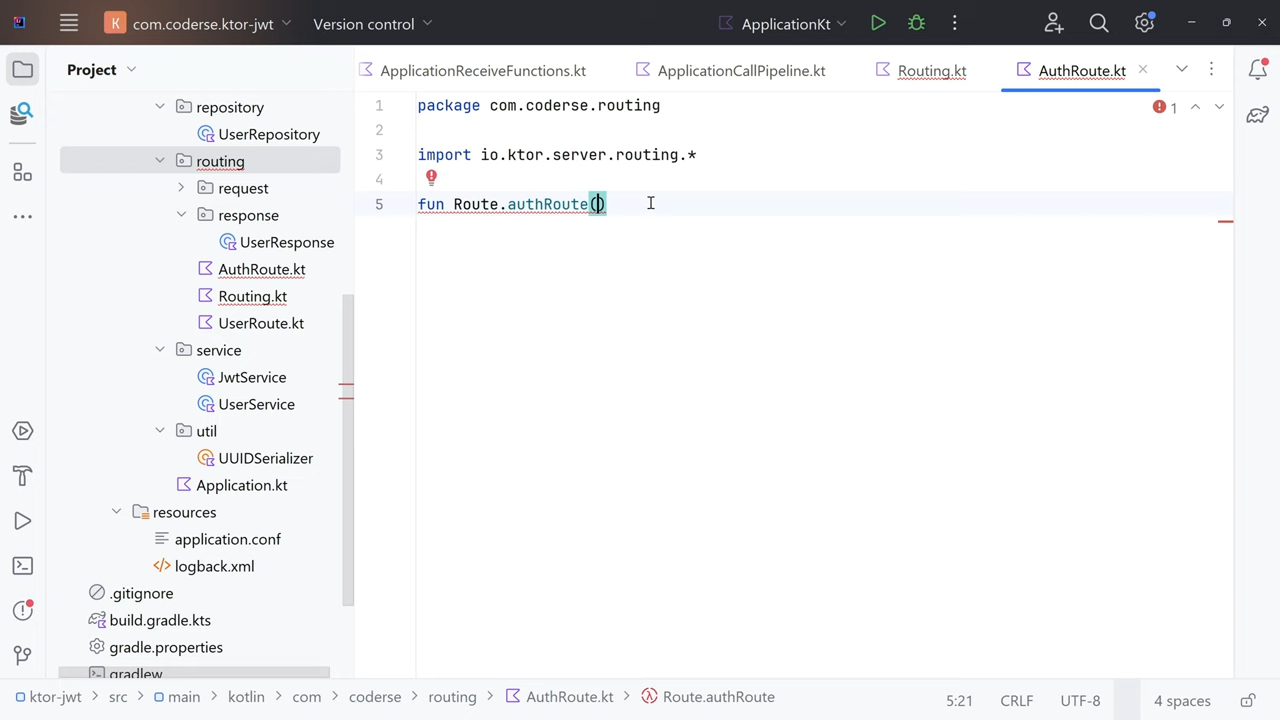 K com.coderse.ktor-jwt Version control ApplicationKt
Project ApplicationReceiveFunctions.kt ApplicationCallPipeline.kt Routing.kt AuthRoute.kt
repository
UserRepository
routing
request
response
UserResponse
AuthRoute.kt
Routing.kt
UserRoute.kt
service
JwtService
UserService
util
UUIDSerializer
Application.kt
resources
application.conf
logback.xml
.gitignore
build.gradle.kts
gradle.properties
gradlew
1 package com.coderse.routing
2
3 import io.ktor.server.routing.*
4
5 fun Route.authRoute()
1
ktor-jwt > src > main > kotlin > com > coderse > routing > AuthRoute.kt > Route.authRoute 5:21 CRLF UTF-8 4 spaces